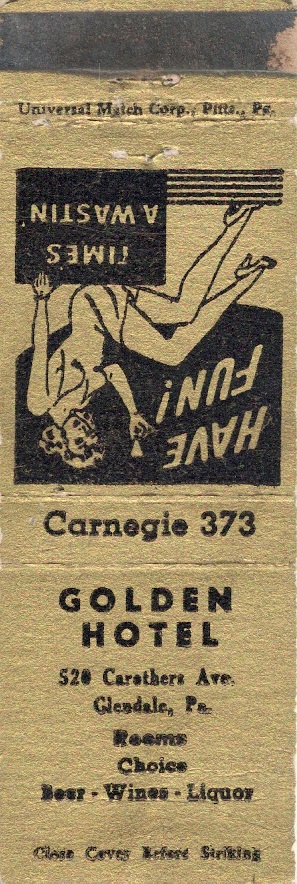 Universal Match Corp., Pitts., Pa.
TIME'S
A WASTIN'
HAVE
FUN!
Carnegie 373
GOLDEN
HOTEL
520 Carothers Ave.
Glendale, Pa.
Rooms
Choice
Beer - Wines - Liquor
Close Cover Before Striking